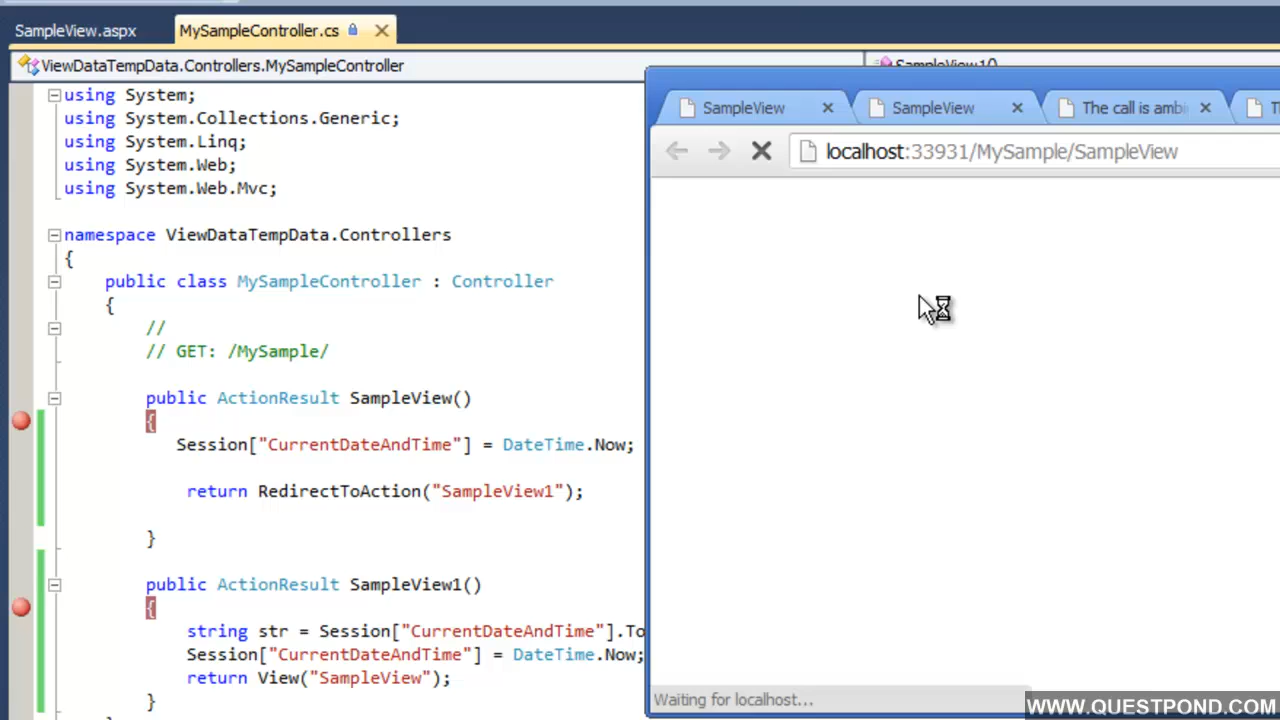 SampleView.aspx
MySampleController.cs
ViewDataTempData.Controllers.MySampleController
SampleView1()
using System;
using System.Collections.Generic;
using System.Linq;
using System.Web;
using System.Web.Mvc;
namespace ViewDataTempData.Controllers
{
public class MySampleController : Controller
{
//
// GET: /MySample/
public ActionResult SampleView()
{
Session["CurrentDateAndTime"] = DateTime.Now;
return RedirectToAction("SampleView1");
}
public ActionResult SampleView1()
{
string str = Session["CurrentDateAndTime"].To
Session["CurrentDateAndTime"] = DateTime.Now;
return View("SampleView");
}
SampleView
SampleView
The call is ambi
localhost:33931/MySample/SampleView
Waiting for localhost...
WWW.QUESTPOND.COM